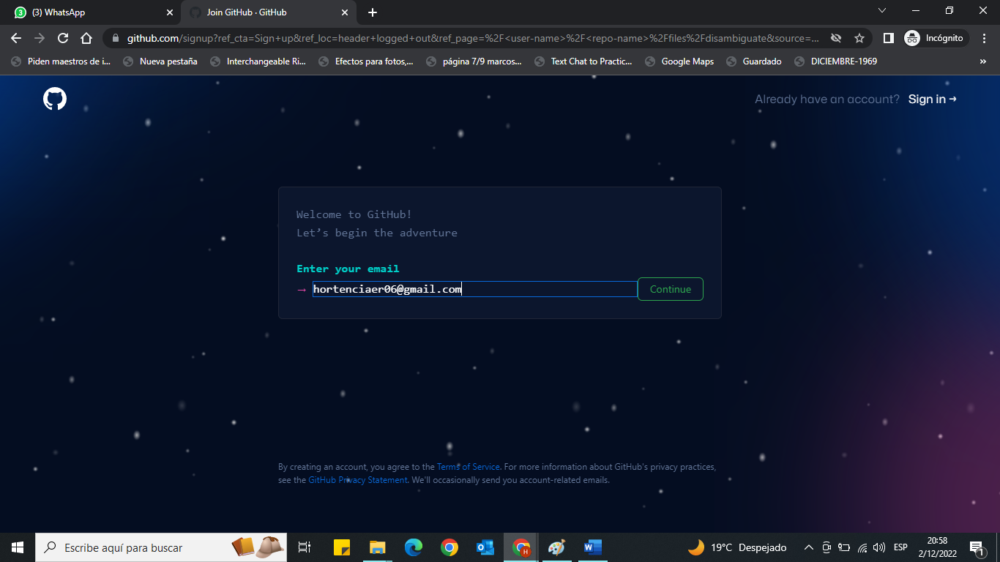 (3) WhatsApp
Join GitHub · GitHub
github.com/signup?ref_cta=Sign+up&ref_loc=header+logged+out&ref_page=%2F<user-name>%2F<repo-name>%2Ffiles%2Fdisambiguate&source=...
Incógnito
Piden maestros de i... Nueva pestaña Interchangeable Ri... Efectos para fotos,... página 7/9 marcos... Text Chat to Practic... Google Maps Guardado DICIEMBRE-1969 »
Already have an account? Sign in →
Welcome to GitHub!
Let’s begin the adventure
Enter your email
→ hortenciaer06@gmail.com Continue
By creating an account, you agree to the Terms of Service. For more information about GitHub's privacy practices,
see the GitHub Privacy Statement. We'll occasionally send you account-related emails.
Escribe aquí para buscar
19°C Despejado
ESP
20:58
2/12/2022
1